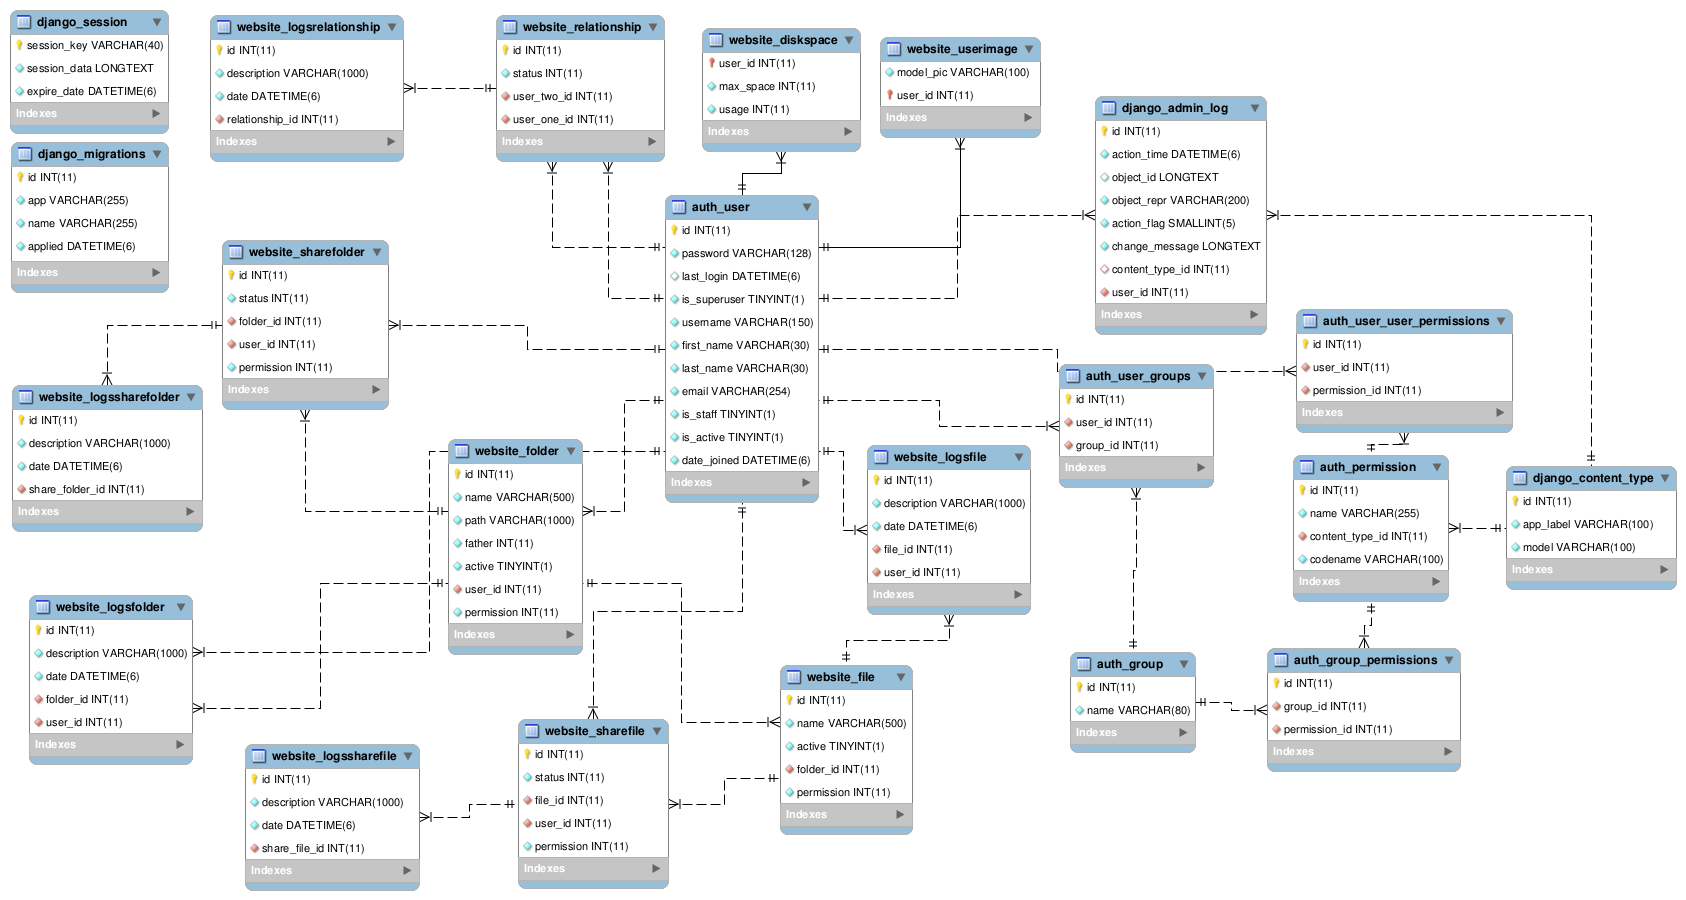 django_session
session_key VARCHAR(40)
session_data LONGTEXT
expire_date DATETIME(6)
Indexes
website_logsrelationship
id INT(11)
description VARCHAR(1000)
date DATETIME(6)
relationship_id INT(11)
Indexes
website_relationship
id INT(11)
status INT(11)
user_two_id INT(11)
user_one_id INT(11)
Indexes
website_diskspace
user_id INT(11)
max_space INT(11)
usage INT(11)
Indexes
website_userimage
model_pic VARCHAR(100)
user_id INT(11)
Indexes
django_admin_log
id INT(11)
action_time DATETIME(6)
object_id LONGTEXT
object_repr VARCHAR(200)
action_flag SMALLINT(5)
change_message LONGTEXT
content_type_id INT(11)
user_id INT(11)
Indexes
django_migrations
id INT(11)
app VARCHAR(255)
name VARCHAR(255)
applied DATETIME(6)
Indexes
auth_user
id INT(11)
password VARCHAR(128)
last_login DATETIME(6)
is_superuser TINYINT(1)
username VARCHAR(150)
first_name VARCHAR(30)
last_name VARCHAR(30)
email VARCHAR(254)
is_staff TINYINT(1)
is_active TINYINT(1)
date_joined DATETIME(6)
Indexes
website_sharefolder
id INT(11)
status INT(11)
folder_id INT(11)
user_id INT(11)
permission INT(11)
Indexes
auth_user_user_permissions
id INT(11)
user_id INT(11)
permission_id INT(11)
Indexes
auth_user_groups
id INT(11)
user_id INT(11)
group_id INT(11)
Indexes
website_logssharefolder
id INT(11)
description VARCHAR(1000)
date DATETIME(6)
share_folder_id INT(11)
Indexes
website_folder
id INT(11)
name VARCHAR(500)
path VARCHAR(1000)
father INT(11)
active TINYINT(1)
user_id INT(11)
permission INT(11)
Indexes
website_logsfile
id INT(11)
description VARCHAR(1000)
date DATETIME(6)
file_id INT(11)
user_id INT(11)
Indexes
auth_permission
id INT(11)
name VARCHAR(255)
content_type_id INT(11)
codename VARCHAR(100)
Indexes
django_content_type
id INT(11)
app_label VARCHAR(100)
model VARCHAR(100)
Indexes
website_logsfolder
id INT(11)
description VARCHAR(1000)
date DATETIME(6)
folder_id INT(11)
user_id INT(11)
Indexes
auth_group
id INT(11)
name VARCHAR(80)
Indexes
auth_group_permissions
id INT(11)
group_id INT(11)
permission_id INT(11)
Indexes
website_file
id INT(11)
name VARCHAR(500)
active TINYINT(1)
folder_id INT(11)
permission INT(11)
Indexes
website_sharefile
id INT(11)
status INT(11)
file_id INT(11)
user_id INT(11)
permission INT(11)
Indexes
website_logssharefile
id INT(11)
description VARCHAR(1000)
date DATETIME(6)
share_file_id INT(11)
Indexes